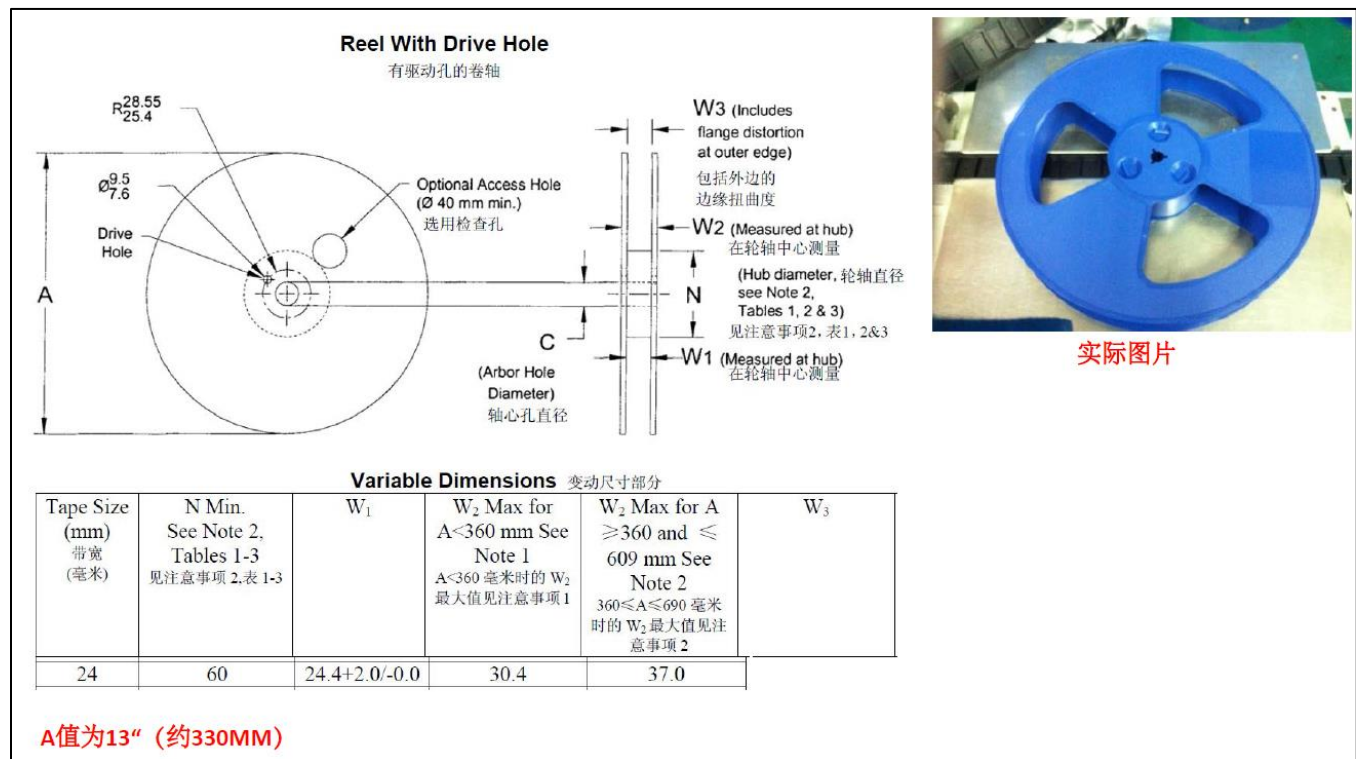 Reel With Drive Hole
有驱动孔的卷轴
R28.55
25.4
Ø9.5
7.6
Drive
Hole
A
Optional Access Hole
(Ø 40 mm min.)
选用检查孔
C
(Arbor Hole
Diameter)
轴心孔直径
W3 (Includes
flange distortion
at outer edge)
包括外边的
边缘扭曲度
W2 (Measured at hub)
在轮轴中心测量
N
(Hub diameter, 轮轴直径
see Note 2,
Tables 1, 2 & 3)
见注意事项2, 表1, 2&3
W1 (Measured at hub)
在轮轴中心测量
实际图片
Variable Dimensions 变动尺寸部分
Tape Size
(mm)
带宽
(毫米)
N Min.
See Note 2,
Tables 1-3
见注意事项 2,表 1-3
W₁
W₂ Max for
A<360 mm See
Note 1
A<360 毫米时的 W₂
最大值见注意事项 1
W₂ Max for A
≥360 and ≤
609 mm See
Note 2
360≤A≤690 毫米
时的 W₂ 最大值见注
意事项 2
W₃
24 60 24.4+2.0/-0.0 30.4 37.0
A值为13“（约330MM）